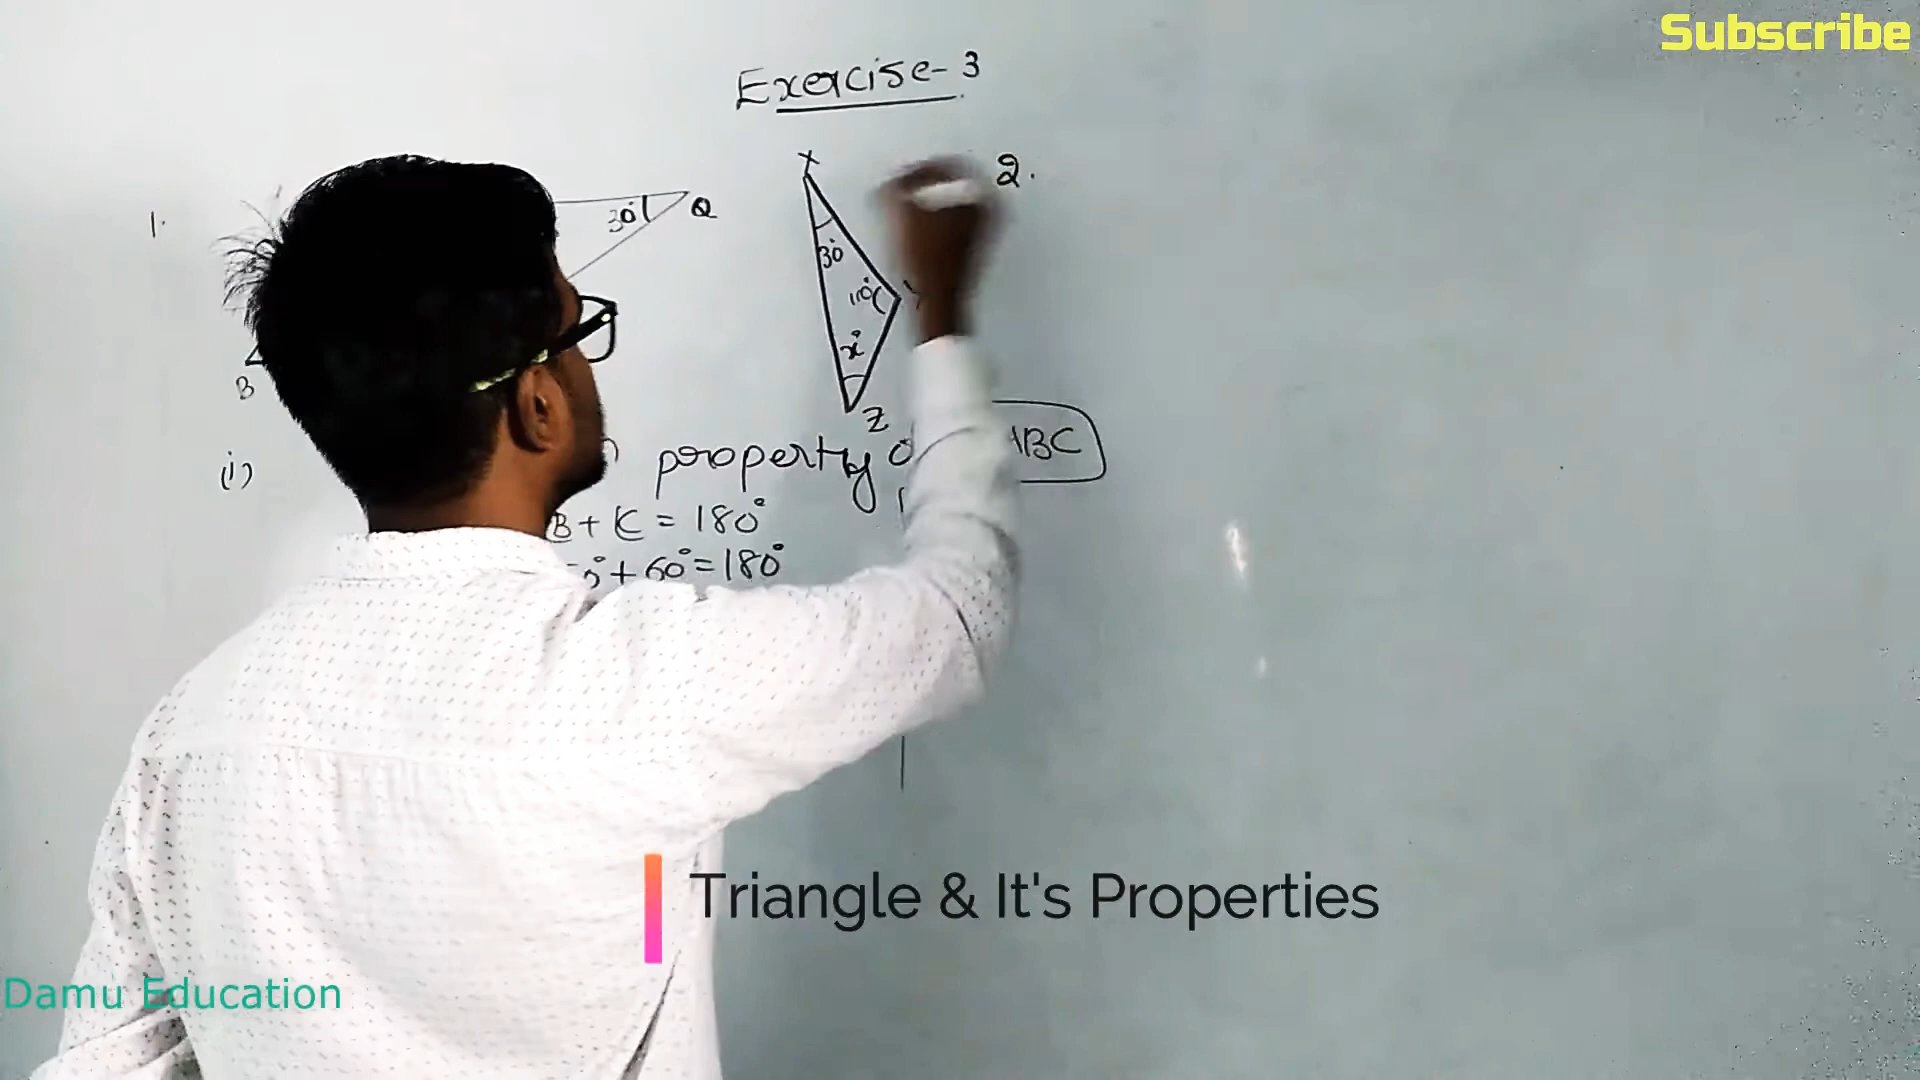 Subscribe
Exercise-3
X
2.
1.
30°
Q
30°
110°
x°
B
Z
(i)
property
ABC
B + C = 180°
+ 60° = 180°
Triangle & It's Properties
Damu Education